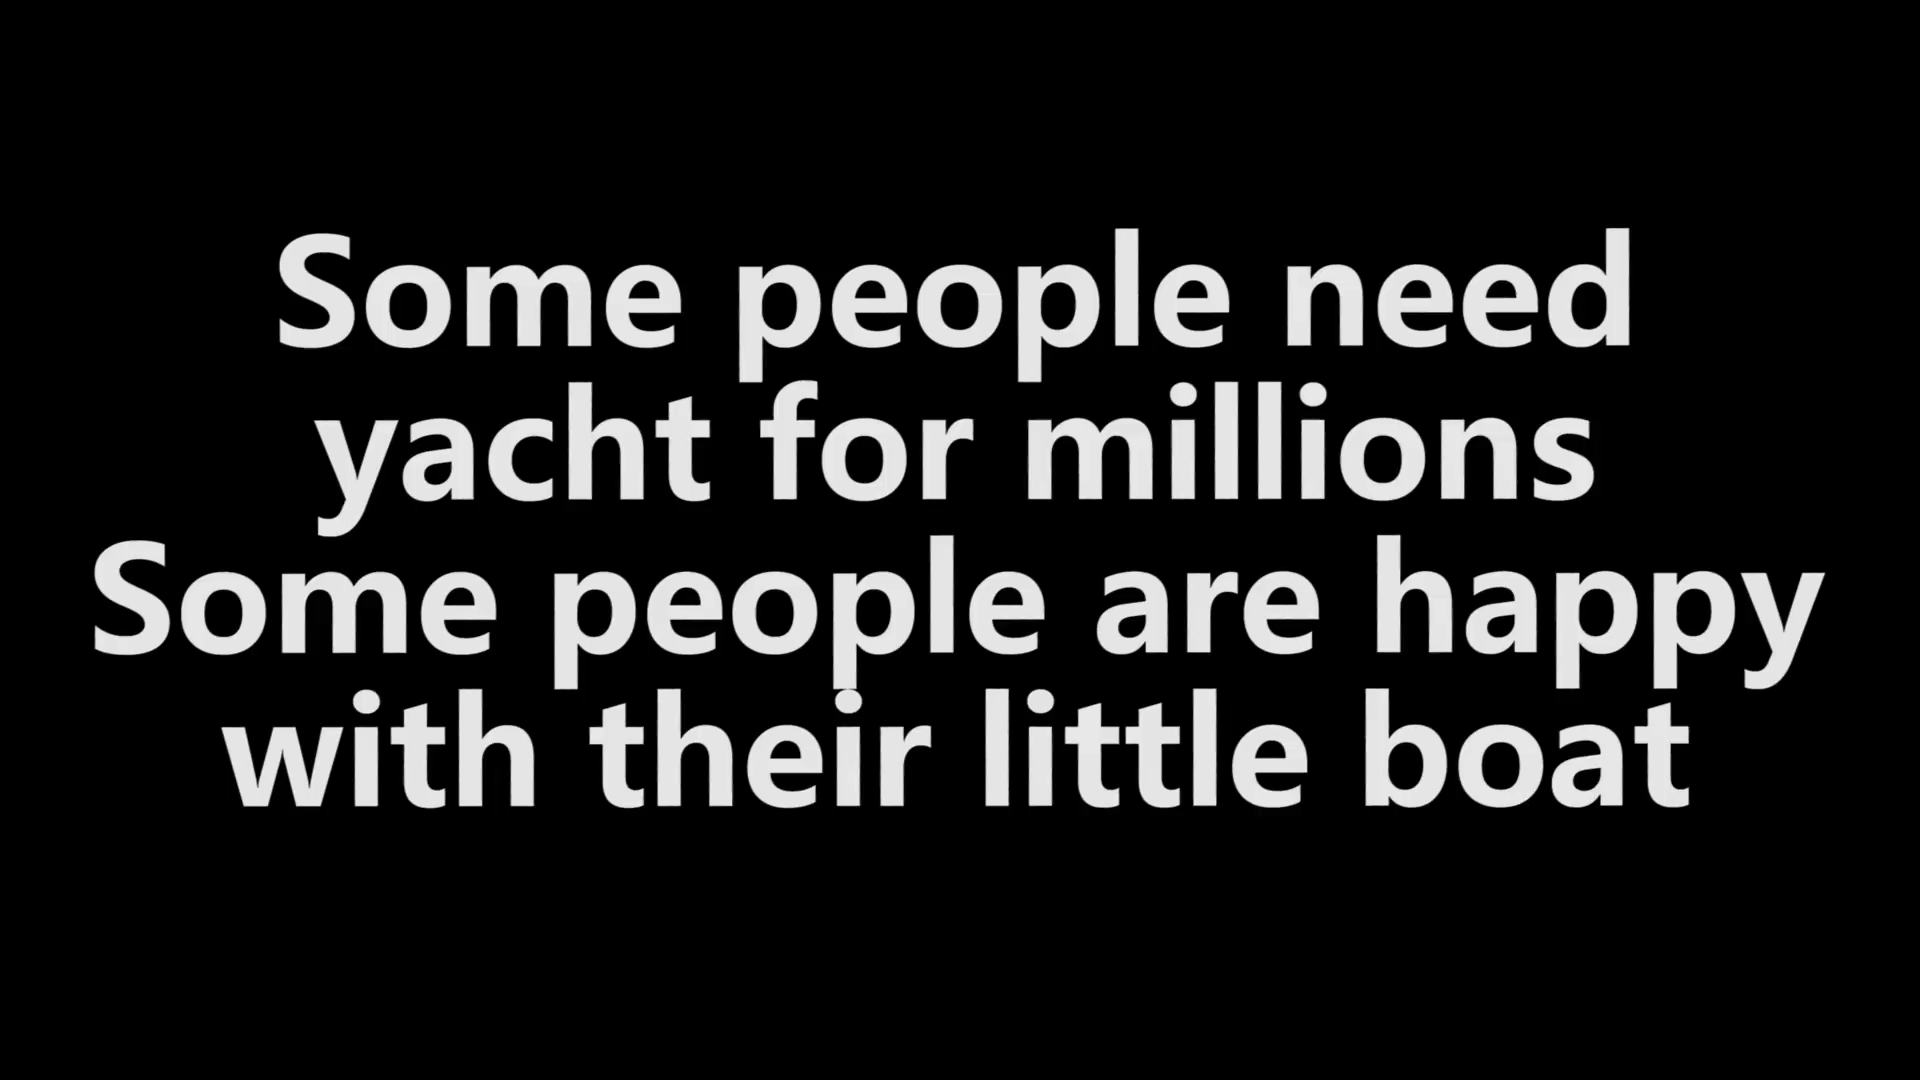 Some people need
yacht for millions
Some people are happy
with their little boat